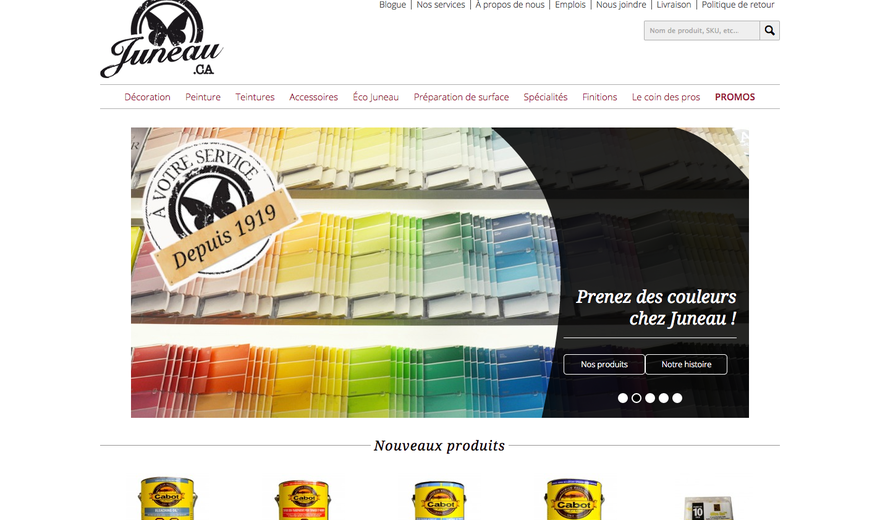 Blogue | Nos services | À propos de nous | Emplois | Nous joindre | Livraison | Politique de retour
Juneau
.CA
Nom de produit, SKU, etc...
Décoration Peinture Teintures Accessoires Éco Juneau Préparation de surface Spécialités Finitions Le coin des pros PROMOS
À VOTRE SERVICE
Depuis 1919
Prenez des couleurs
chez Juneau !
Nos produits Notre histoire
Nouveaux produits
Cabot Cabot Cabot Cabot
10